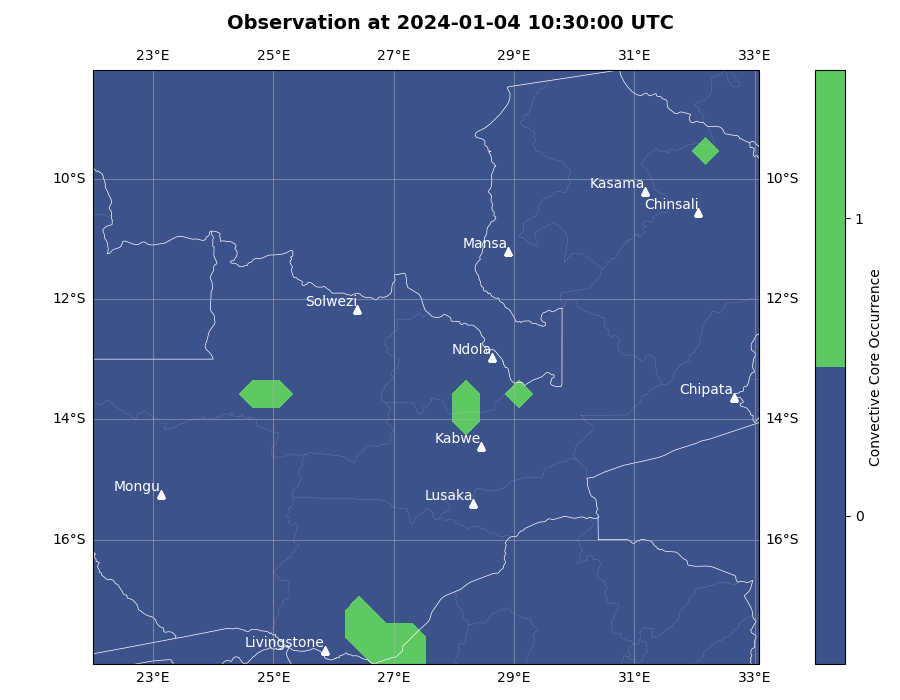 Observation at 2024-01-04 10:30:00 UTC
23°E 25°E 27°E 29°E 31°E 33°E
10°S 10°S
Kasama
Chinsali
1
Mansa
12°S 12°S
Solwezi
Ndola
Chipata
14°S 14°S
Kabwe
Mongu
Lusaka
0
16°S 16°S
Livingstone
23°E 25°E 27°E 29°E 31°E 33°E
Convective Core Occurrence